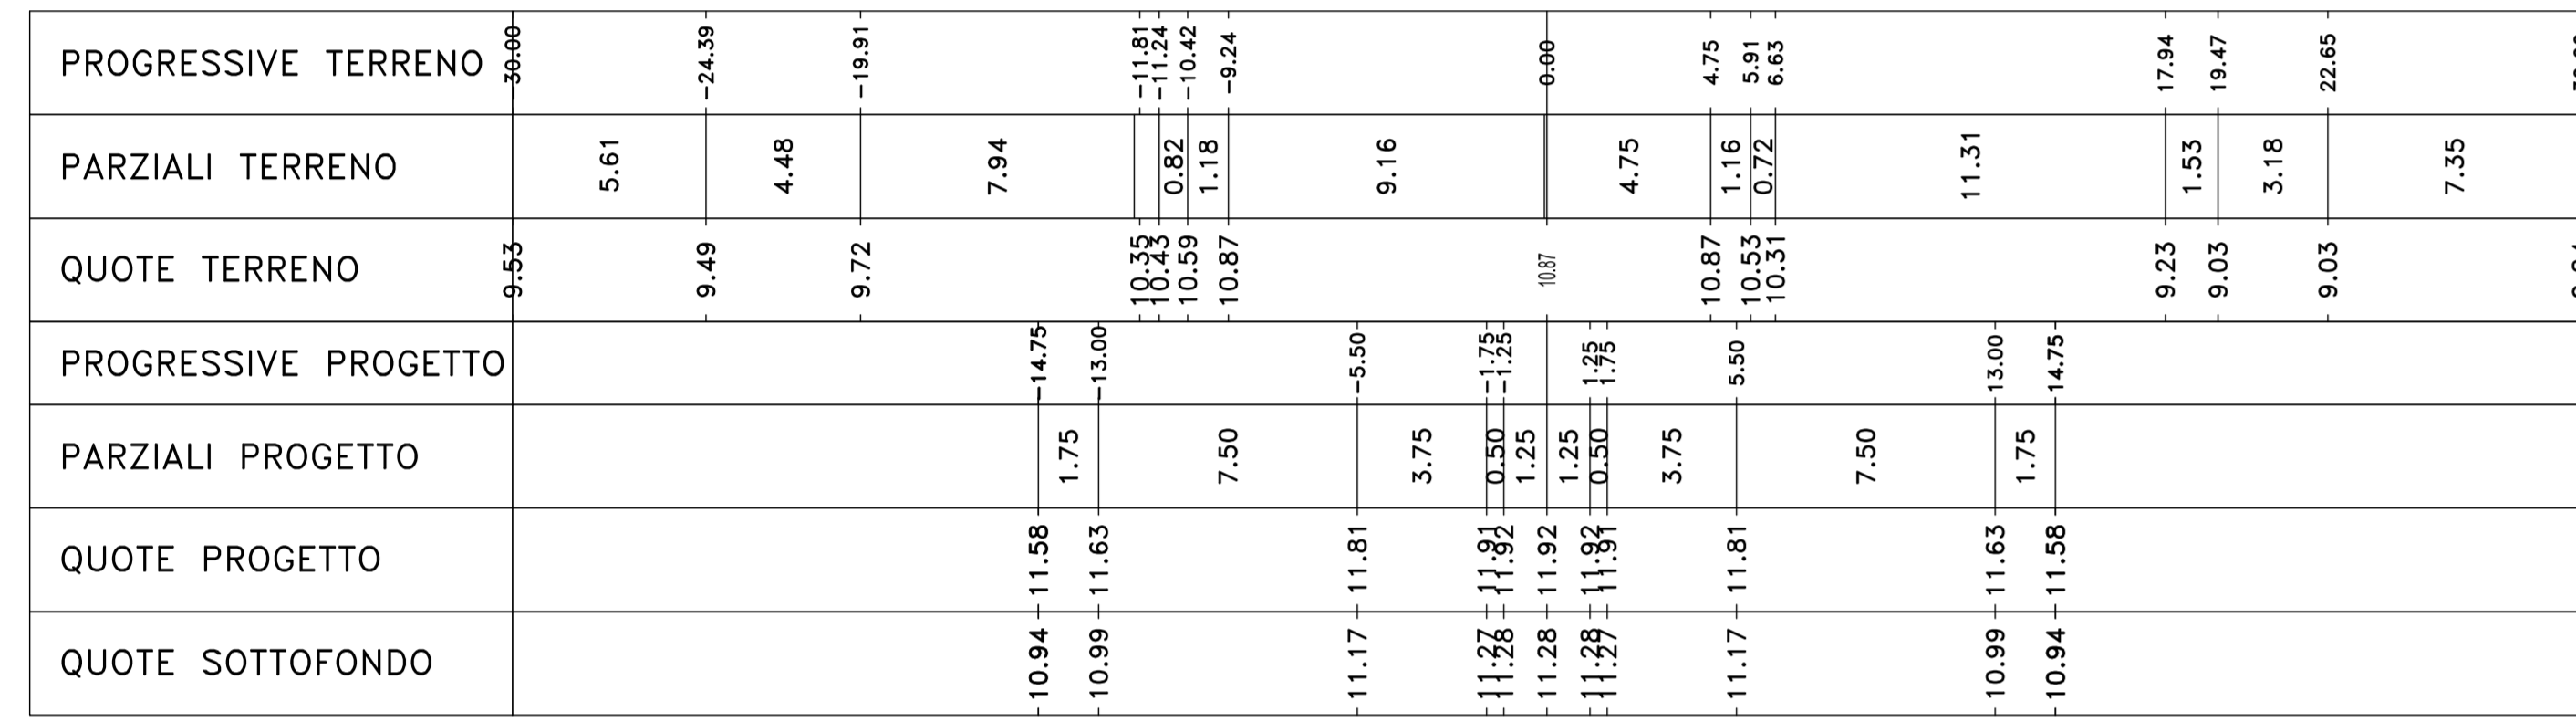 PROGRESSIVE TERRENO -30.00 -24.39 -19.91 -11.81 -11.24 -10.42 -9.24 0.00 4.75 5.91 6.63 17.94 19.47 22.65
PARZIALI TERRENO 5.61 4.48 7.94 0.82 1.18 9.16 4.75 1.16 0.72 11.31 1.53 3.18 7.35
QUOTE TERRENO 9.53 9.49 9.72 10.35 10.43 10.59 10.87 10.87 10.87 10.53 10.31 9.23 9.03 9.03
PROGRESSIVE PROGETTO -14.75 -13.00 -5.50 -1.75 -1.25 1.25 1.75 5.50 13.00 14.75
PARZIALI PROGETTO 1.75 7.50 3.75 0.50 1.25 1.25 0.50 3.75 7.50 1.75
QUOTE PROGETTO 11.58 11.63 11.81 11.91 11.92 11.92 11.92 11.91 11.81 11.63 11.58
QUOTE SOTTOFONDO 10.94 10.99 11.17 11.27 11.28 11.28 11.28 11.27 11.17 10.99 10.94